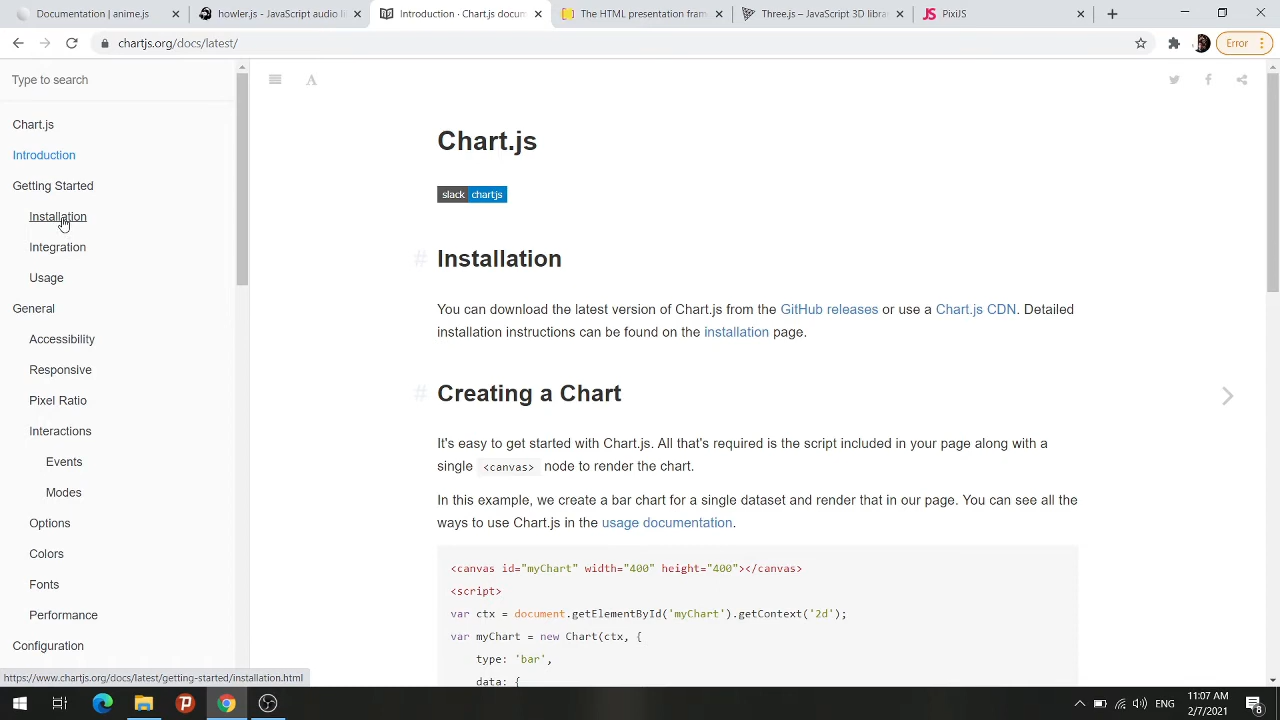 Documentation | anime.js
howler.js - JavaScript audio li
Introduction · Chart.js docum
The HTML presentation fram
Three.js – JavaScript 3D libra
PixiJS
chartjs.org/docs/latest/
Error
Type to search
Chart.js
Introduction
Getting Started
Installation
Integration
Usage
General
Accessibility
Responsive
Pixel Ratio
Interactions
Events
Modes
Options
Colors
Fonts
Performance
Configuration
https://www.chartjs.org/docs/latest/getting-started/installation.html
A
Chart.js
slack chartjs
# Installation
You can download the latest version of Chart.js from the GitHub releases or use a Chart.js CDN. Detailed
installation instructions can be found on the installation page.
# Creating a Chart
It's easy to get started with Chart.js. All that's required is the script included in your page along with a
single <canvas> node to render the chart.
In this example, we create a bar chart for a single dataset and render that in our page. You can see all the
ways to use Chart.js in the usage documentation.
<canvas id="myChart" width="400" height="400"></canvas>
<script>
var ctx = document.getElementById('myChart').getContext('2d');
var myChart = new Chart(ctx, {
type: 'bar',
data: {
ENG
11:07 AM
2/7/2021
8